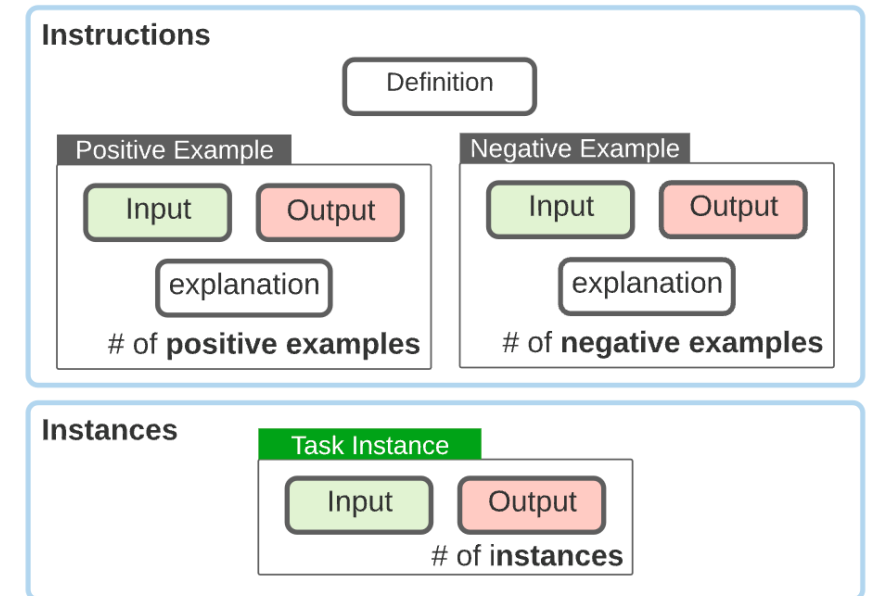 Instructions
Definition
Positive Example
Input
Output
explanation
# of positive examples
Negative Example
Input
Output
explanation
# of negative examples
Instances
Task Instance
Input
Output
# of instances